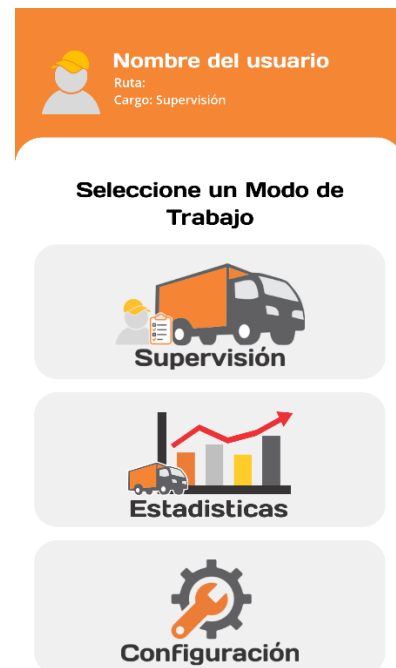 Nombre del usuario
Ruta:
Cargo: Supervisión
Seleccione un Modo de
Trabajo
Supervisión
Estadisticas
Configuración